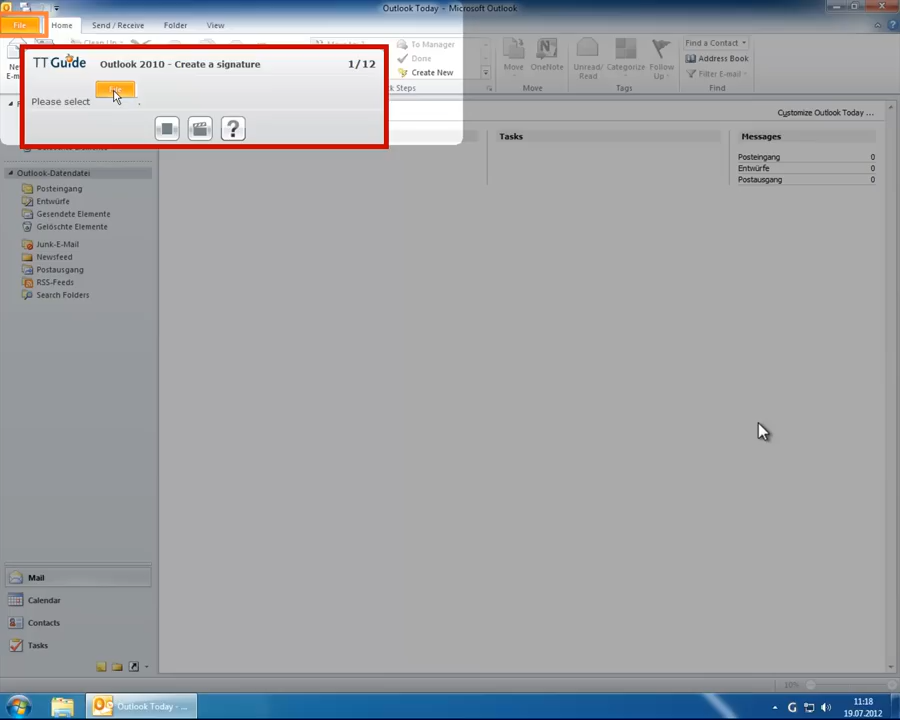 Outlook Today - Microsoft Outlook
File Home Send / Receive Folder View
To Manager
Done
Create New
Move
OneNote
Unread/
Read
Categorize
Follow
Up
Find a Contact
Address Book
Filter E-mail
Move
Tags
Find
TT Guide Outlook 2010 - Create a signature 1/12
Please select .
?
Customize Outlook Today ...
Tasks
Messages
Posteingang 0
Entwürfe 0
Postausgang 0
Outlook-Datendatei
Posteingang
Entwürfe
Gesendete Elemente
Gelöschte Elemente
Junk-E-Mail
Newsfeed
Postausgang
RSS-Feeds
Search Folders
Mail
Calendar
Contacts
Tasks
10%
Outlook Today - ...
11:18
19.07.2012